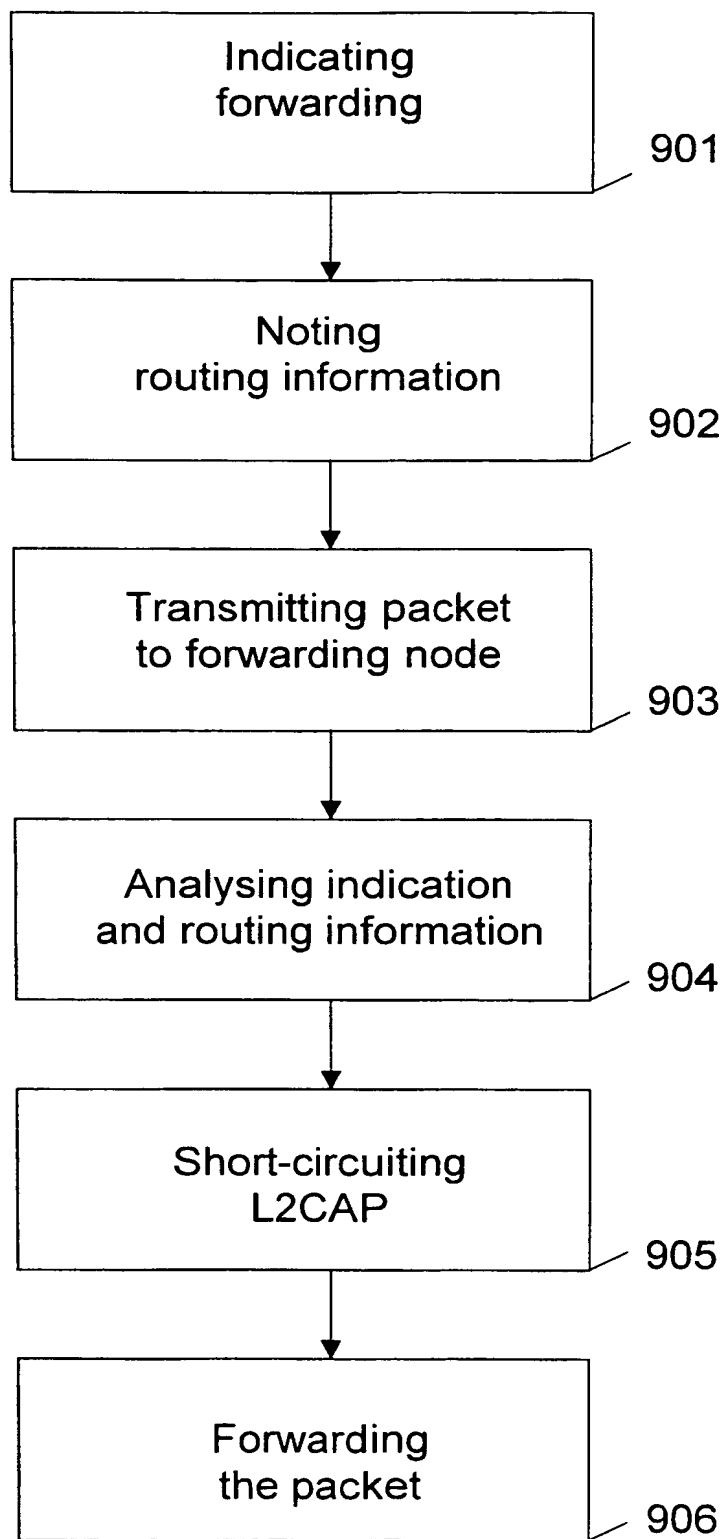 Indicating
forwarding
901
Noting
routing information
902
Transmitting packet
to forwarding node
903
Analysing indication
and routing information
904
Short-circuiting
L2CAP
905
Forwarding
the packet
906